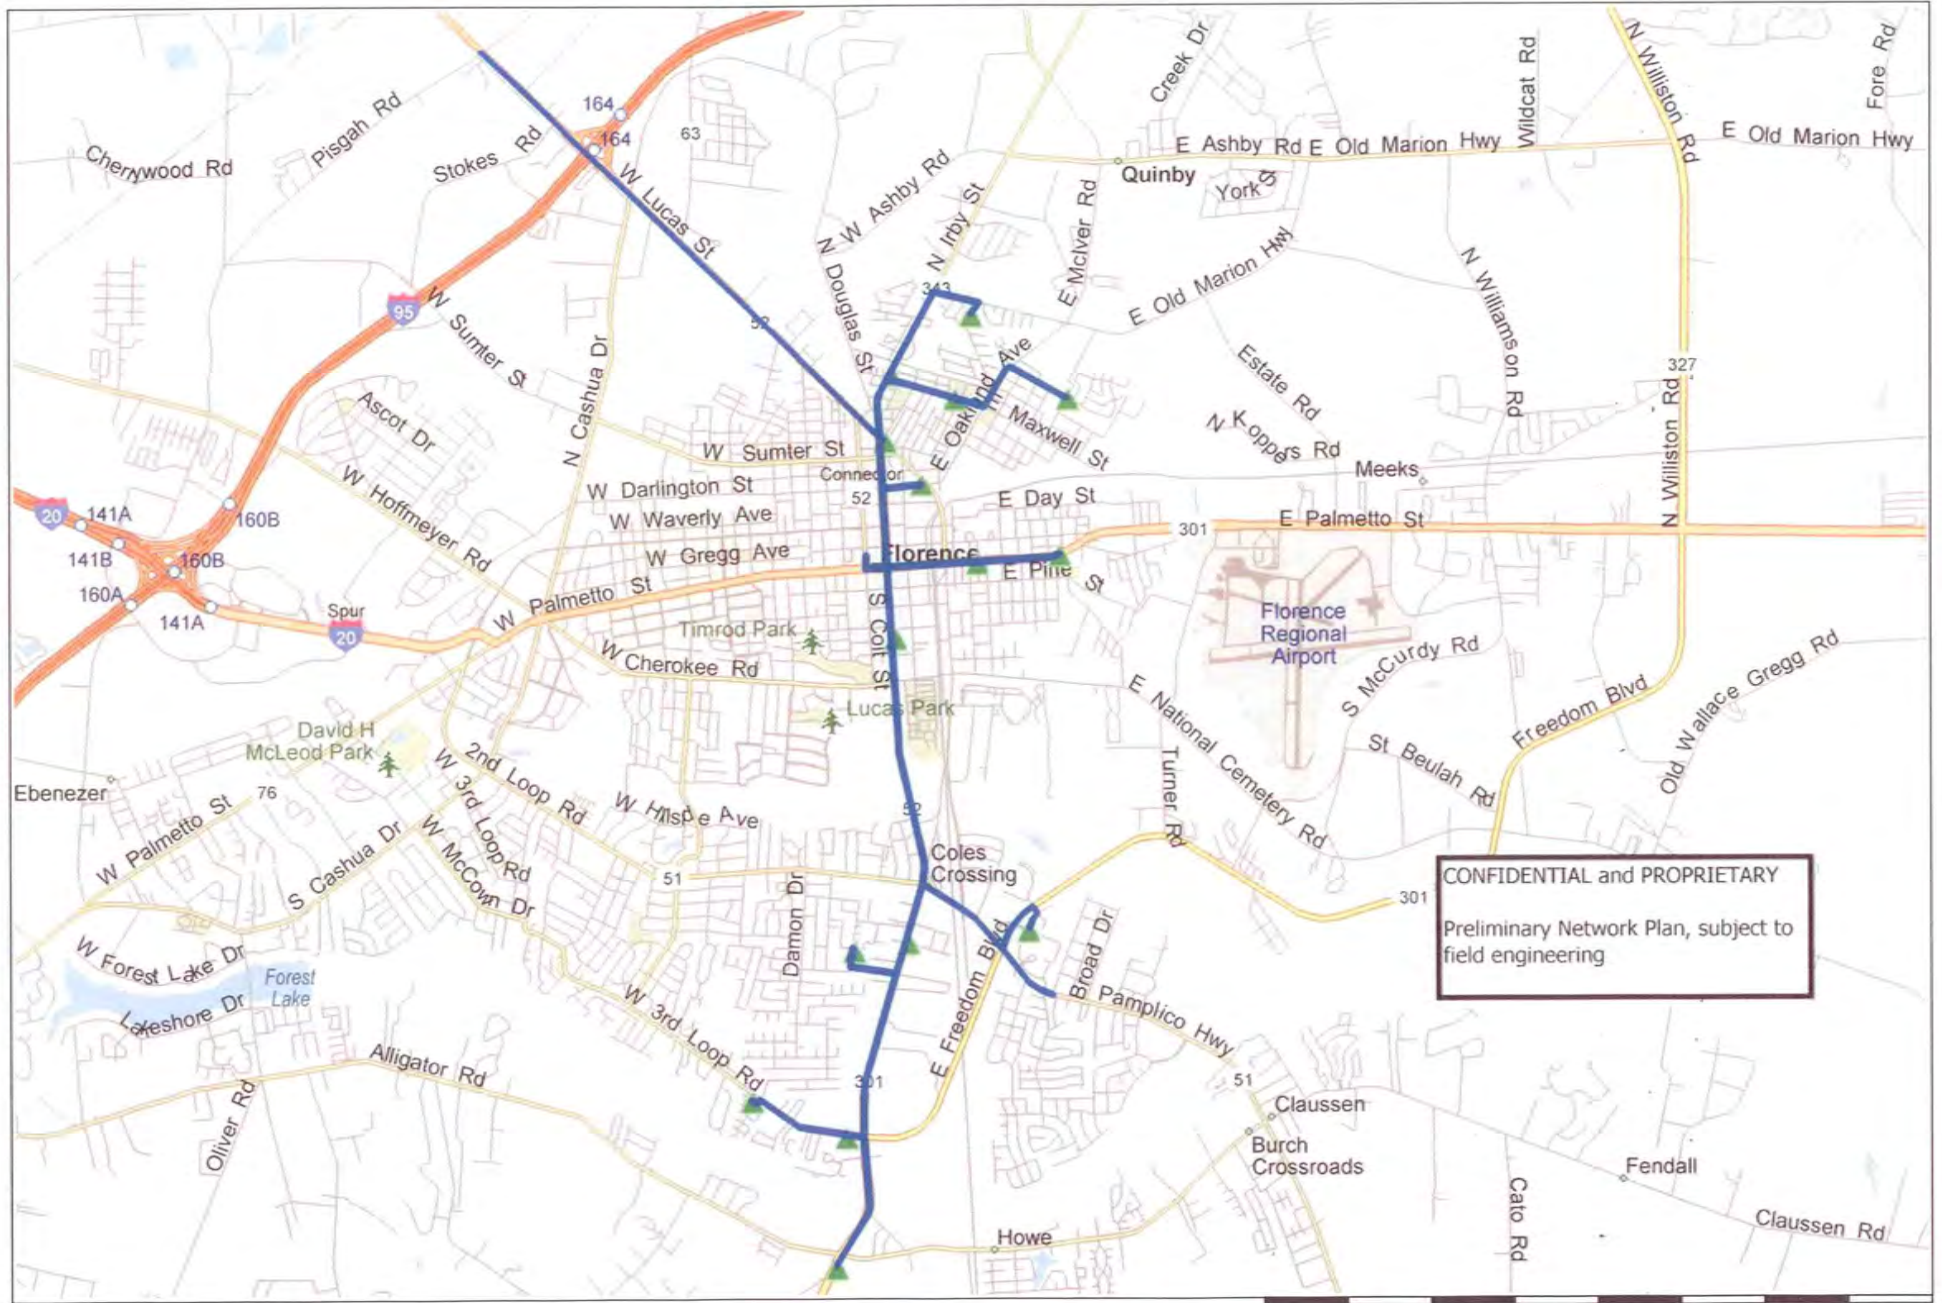 N Williston Rd
Fore Rd
Creek Dr
Wildcat Rd
164
164
63
Pisgah Rd
Stokes Rd
Cherrywood Rd
E Ashby Rd
E Old Marion Hwy
E Old Marion Hwy
Quinby
York St
W Lucas St
W Ashby Rd
N Irby St
E McIver Rd
N Douglas St
E Old Marion Hwy
N Williamson Rd
95
W Sumter St
343
52
N Cashua Dr
Estate Rd
327
Ascot Dr
E Oakland Ave
Maxwell St
N Koppers Rd
N Williston Rd
W Sumter St
Connector
Meeks
W Hoffmeyer Rd
W Darlington St
52
E Day St
20
141A
160B
W Waverly Ave
301
E Palmetto St
141B
160B
W Gregg Ave
Florence
E Pine St
160A
141A
Spur
20
W Palmetto St
Timrod Park
S Coit St
Florence
Regional
Airport
W Cherokee Rd
S McCurdy Rd
Old Wallace Gregg Rd
E National Cemetery Rd
Lucas Park
Freedom Blvd
David H
McLeod Park
St Beulah Rd
Turner Rd
2nd Loop Rd
Ebenezer
76
W 3rd Loop Rd
52
W Palmetto St
S Cashua Dr
W McCown Dr
Coles
Crossing
51
Damon Dr
301
CONFIDENTIAL and PROPRIETARY
Preliminary Network Plan, subject to
field engineering
W Forest Lake Dr
Forest
Lake
Lakeshore Dr
E Freedom Blvd
Broad Dr
Pamplico Hwy
W 3rd Loop Rd
Alligator Rd
301
51
Oliver Rd
Claussen
Burch
Crossroads
Fendall
Cato Rd
Claussen Rd
Howe